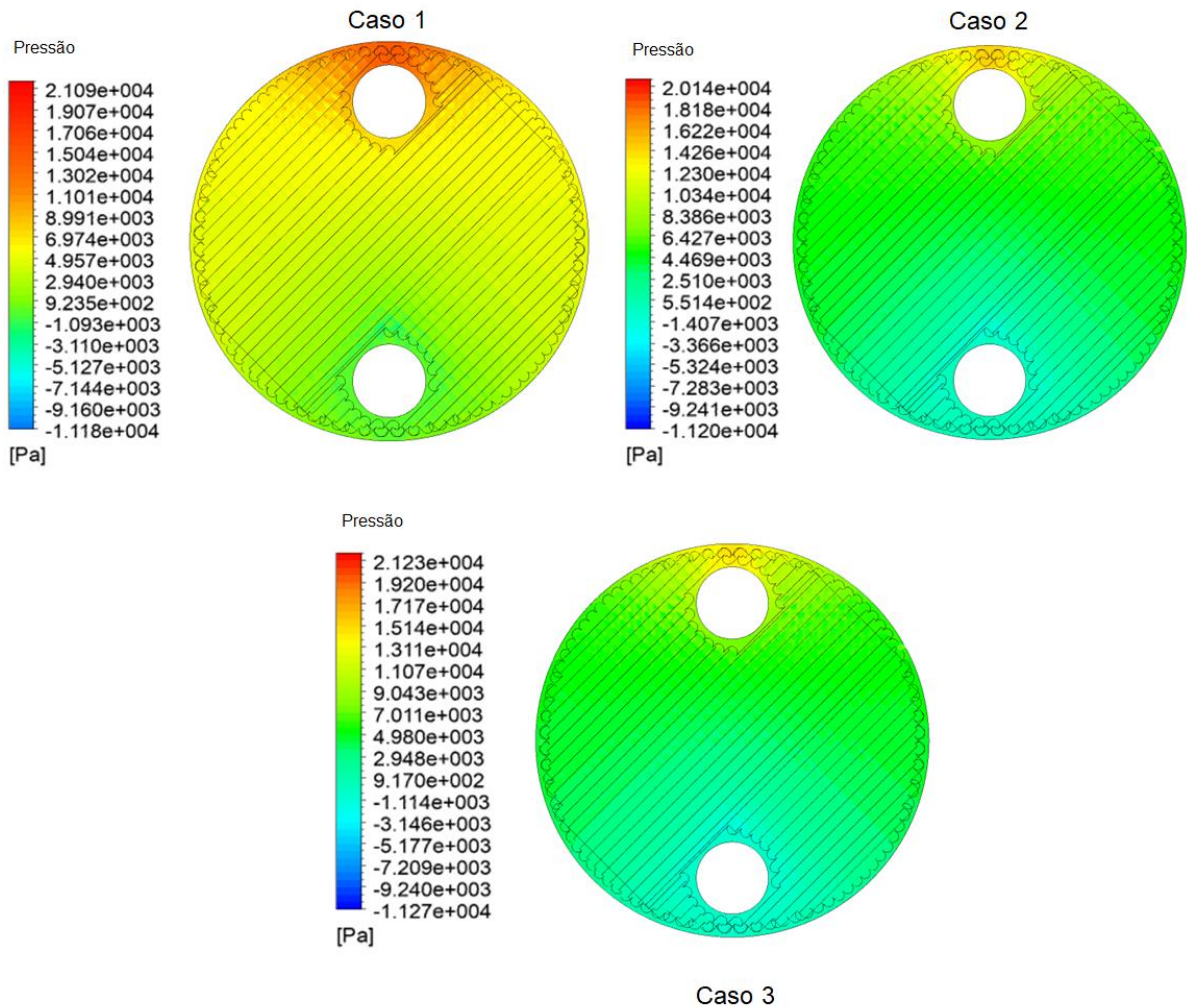 Caso 1
Pressão
2.109e+004
1.907e+004
1.706e+004
1.504e+004
1.302e+004
1.101e+004
8.991e+003
6.974e+003
4.957e+003
2.940e+003
9.235e+002
-1.093e+003
-3.110e+003
-5.127e+003
-7.144e+003
-9.160e+003
-1.118e+004
[Pa]
Caso 2
Pressão
2.014e+004
1.818e+004
1.622e+004
1.426e+004
1.230e+004
1.034e+004
8.386e+003
6.427e+003
4.469e+003
2.510e+003
5.514e+002
-1.407e+003
-3.366e+003
-5.324e+003
-7.283e+003
-9.241e+003
-1.120e+004
[Pa]
Pressão
2.123e+004
1.920e+004
1.717e+004
1.514e+004
1.311e+004
1.107e+004
9.043e+003
7.011e+003
4.980e+003
2.948e+003
9.170e+002
-1.114e+003
-3.146e+003
-5.177e+003
-7.209e+003
-9.240e+003
-1.127e+004
[Pa]
Caso 3